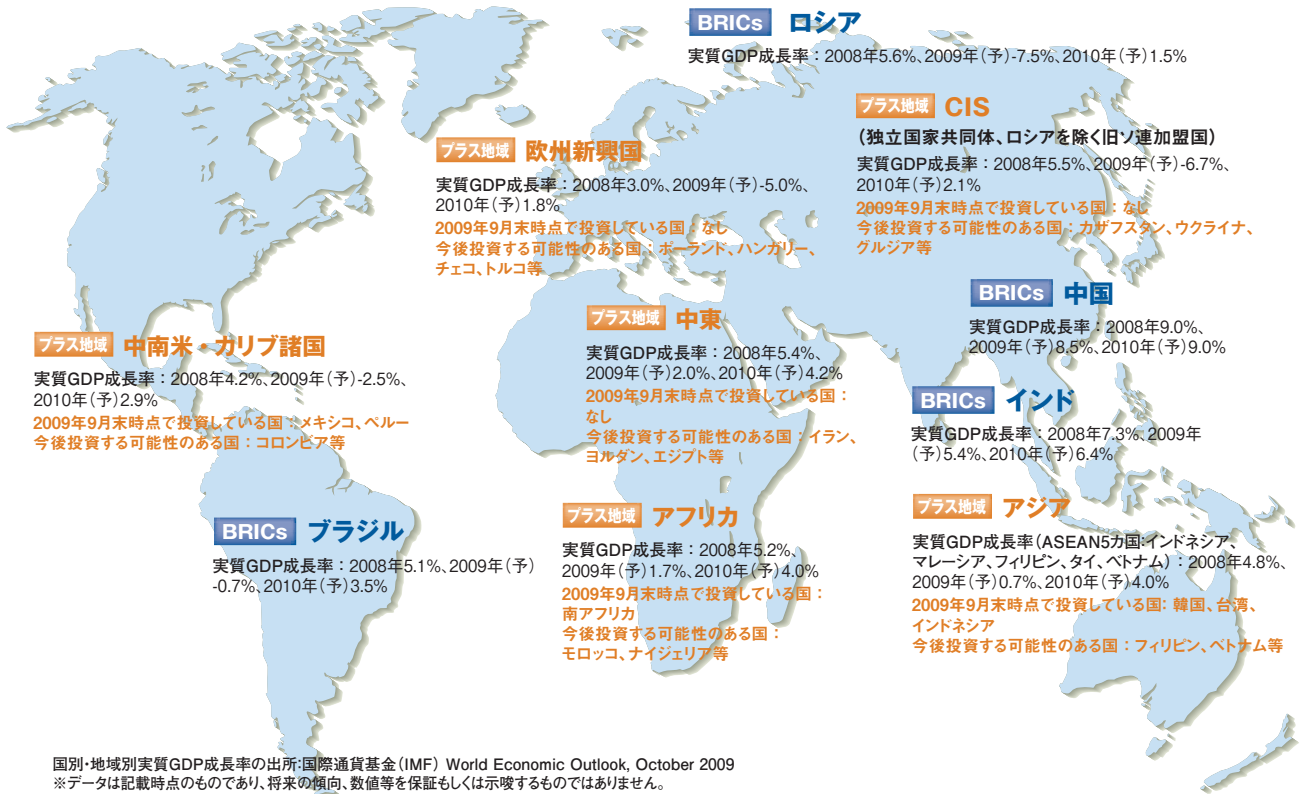 BRICs ロシア
実質GDP成長率：2008年5.6%、2009年（予）-7.5%、2010年（予）1.5%
プラス地域 CIS
（独立国家共同体、ロシアを除く旧ソ連加盟国）
実質GDP成長率：2008年5.5%、2009年（予）-6.7%、
2010年（予）2.1%
2009年9月末時点で投資している国：なし
今後投資する可能性のある国：カザフスタン、ウクライナ、
グルジア等
プラス地域 欧州新興国
実質GDP成長率：2008年3.0%、2009年（予）-5.0%、
2010年（予）1.8%
2009年9月末時点で投資している国：なし
今後投資する可能性のある国：ポーランド、ハンガリー、
チェコ、トルコ等
BRICs 中国
実質GDP成長率：2008年9.0%、
2009年（予）8.5%、2010年（予）9.0%
プラス地域 中東
実質GDP成長率：2008年5.4%、
2009年（予）2.0%、2010年（予）4.2%
2009年9月末時点で投資している国：
なし
今後投資する可能性のある国：イラン、
ヨルダン、エジプト等
プラス地域 中南米・カリブ諸国
実質GDP成長率：2008年4.2%、2009年（予）-2.5%、
2010年（予）2.9%
2009年9月末時点で投資している国：メキシコ、ペルー
今後投資する可能性のある国：コロンビア等
BRICs インド
実質GDP成長率：2008年7.3%、2009年
（予）5.4%、2010年（予）6.4%
BRICs ブラジル
実質GDP成長率：2008年5.1%、2009年（予）
-0.7%、2010年（予）3.5%
プラス地域 アフリカ
実質GDP成長率：2008年5.2%、
2009年（予）1.7%、2010年（予）4.0%
2009年9月末時点で投資している国：
南アフリカ
今後投資する可能性のある国：
モロッコ、ナイジェリア等
プラス地域 アジア
実質GDP成長率（ASEAN5カ国:インドネシア、
マレーシア、フィリピン、タイ、ベトナム）：2008年4.8%、
2009年（予）0.7%、2010年（予）4.0%
2009年9月末時点で投資している国：韓国、台湾、
インドネシア
今後投資する可能性のある国：フィリピン、ベトナム等
国別・地域別実質GDP成長率の出所:国際通貨基金（IMF） World Economic Outlook, October 2009
※データは記載時点のものであり、将来の傾向、数値等を保証もしくは示唆するものではありません。